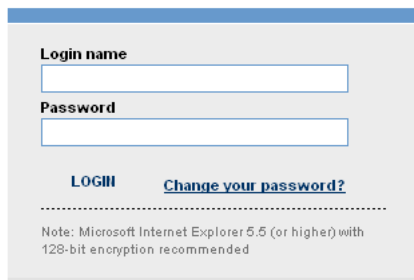 Login name
Password
LOGIN
Change your password?
Note: Microsoft Internet Explorer 5.5 (or higher) with
128-bit encryption recommended